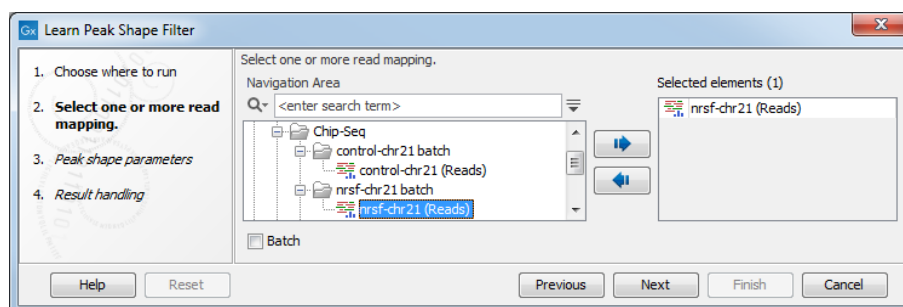 Gx Learn Peak Shape Filter
1. Choose where to run
2. Select one or more read
mapping.
3. Peak shape parameters
4. Result handling
Select one or more read mapping.
Navigation Area
<enter search term>
Chip-Seq
control-chr21 batch
control-chr21 (Reads)
nrsf-chr21 batch
nrsf-chr21 (Reads)
Batch
Selected elements (1)
nrsf-chr21 (Reads)
Help Reset Previous Next Finish Cancel